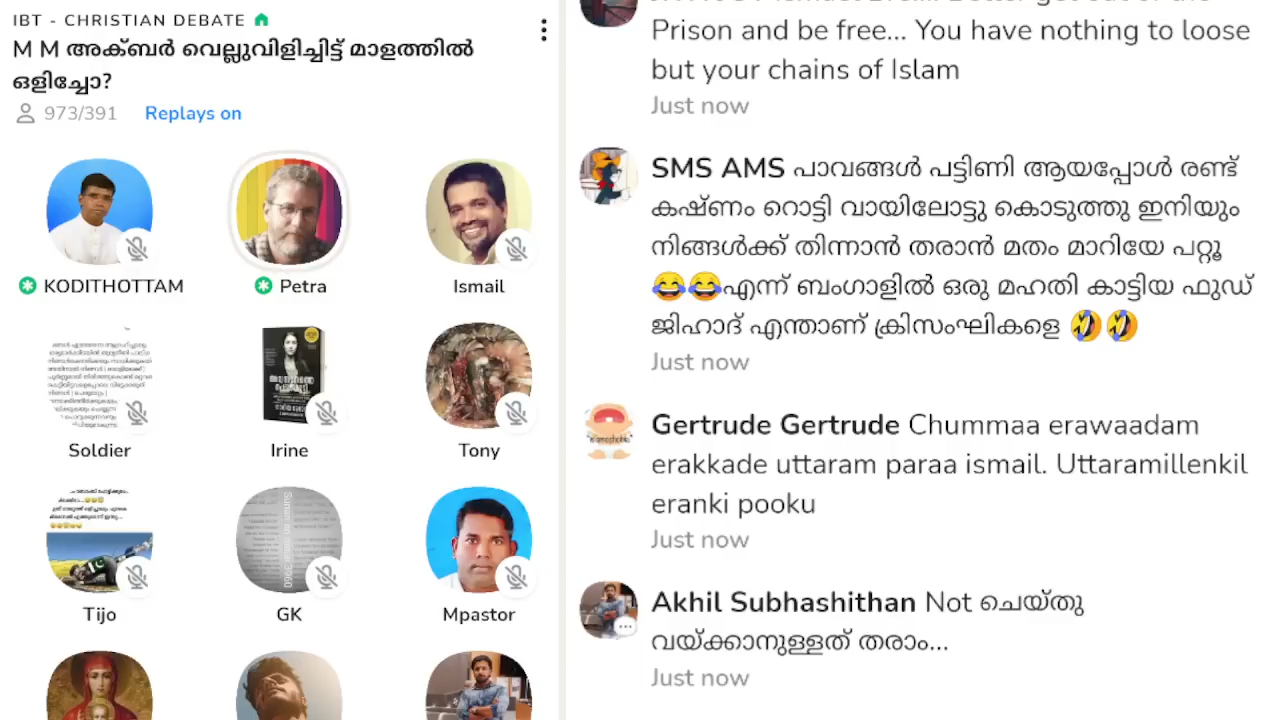 IBT - CHRISTIAN DEBATE
M M അക്ബർ വെല്ലുവിളിച്ചിട്ട് മാളത്തിൽ
ഒളിച്ചോ?
973/391 Replays on
KODITHOTTAM
Petra
Ismail
Soldier
Irine
Tony
Tijo
GK
Mpastor
Prison and be free... You have nothing to loose
but your chains of Islam
Just now
SMS AMS പാവങ്ങൾ പട്ടിണി ആയപ്പോൾ രണ്ട്
കഷ്ണം റൊട്ടി വായിലോട്ടു കൊടുത്തു ഇനിയും
നിങ്ങൾക്ക് തിന്നാൻ തരാൻ മതം മാറിയേ പറ്റൂ
😂😂എന്ന് ബംഗാളിൽ ഒരു മഹതി കാട്ടിയ ഫുഡ്
ജിഹാദ് എന്താണ് ക്രിസംഘികളെ 🤣🤣
Just now
Gertrude Gertrude Chummaa erawaadam
erakkade uttaram paraa ismail. Uttaramillenkil
eranki pooku
Just now
Akhil Subhashithan Not ചെയ്തു
വയ്ക്കാനുള്ളത് തരാം...
Just now